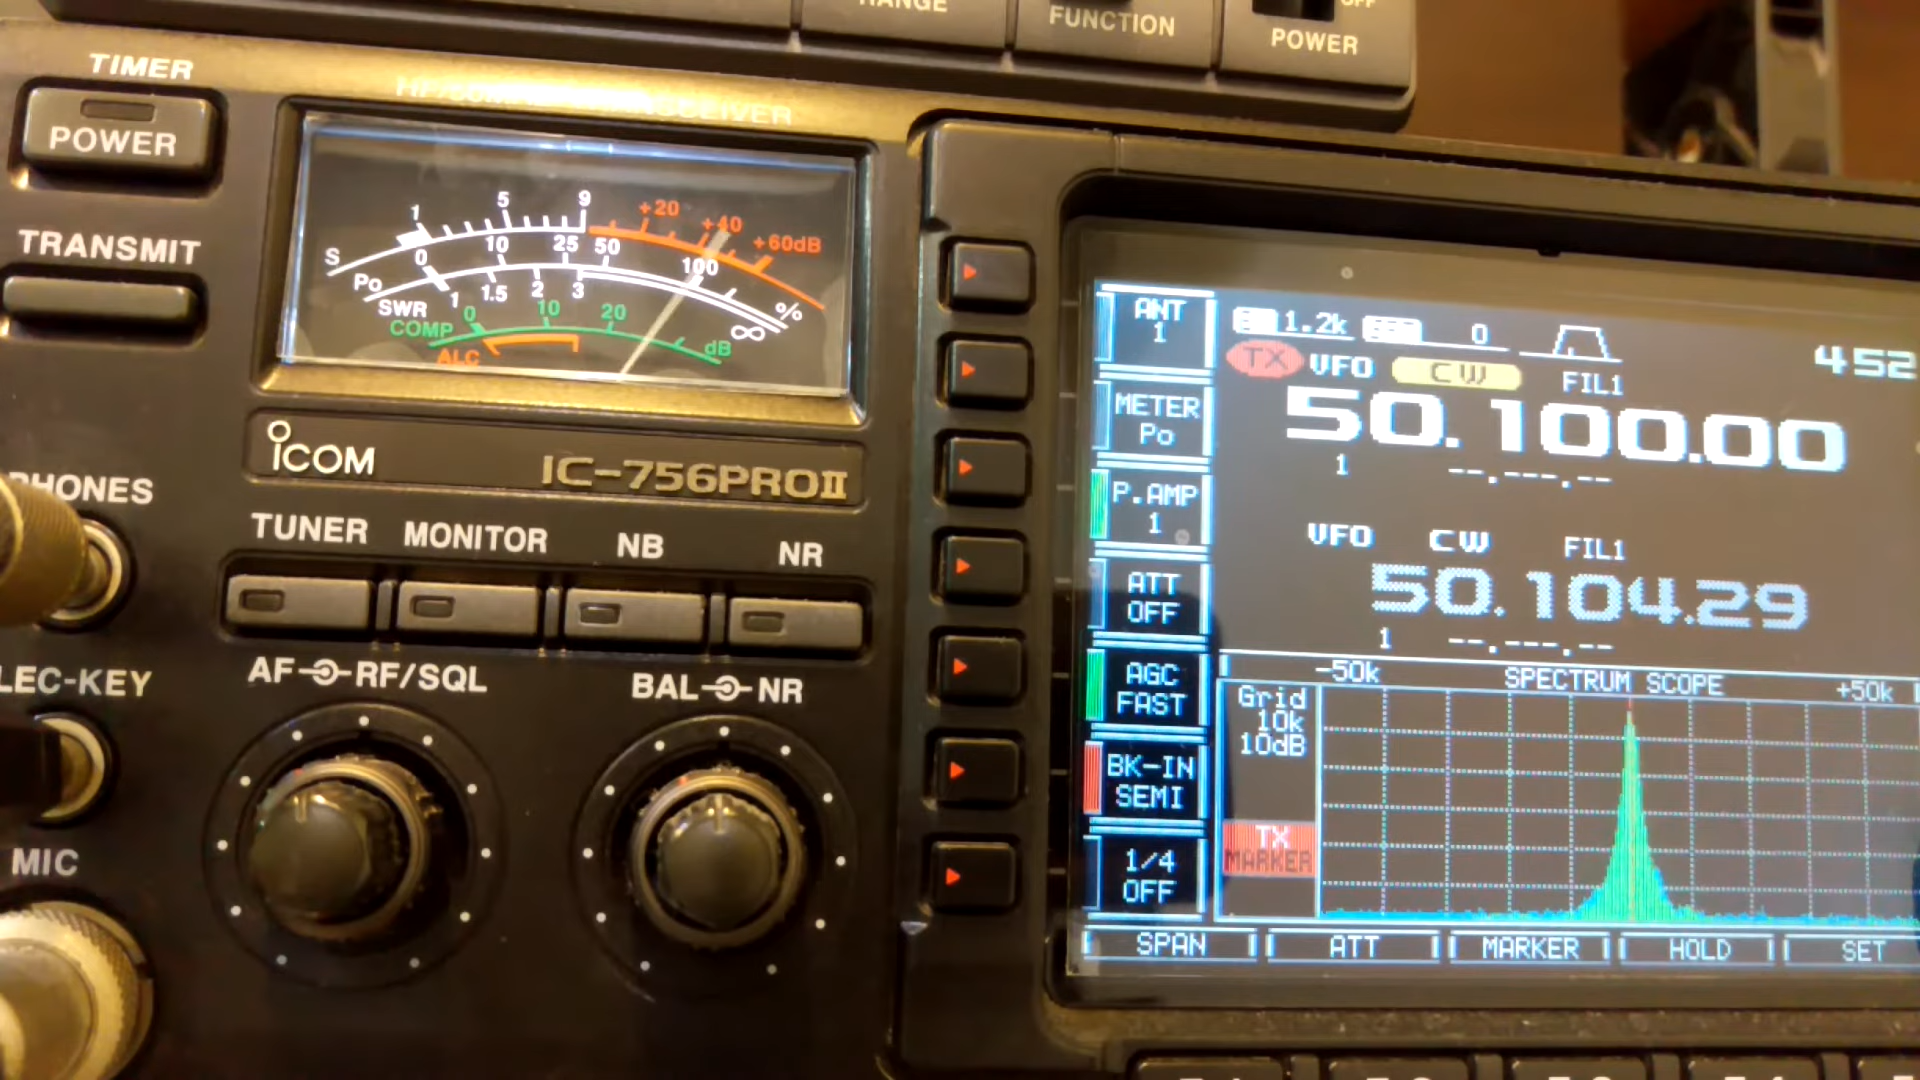 RANGE
FUNCTION
OFF
POWER
TIMER
POWER
TRANSMIT
S 1 5 9 +20 +40 +60dB
Po 0 10 25 50 100 %
SWR 1 1.5 2 3 ∞
COMP 0 10 20 dB
ALC
ICOM
IC-756PROII
PHONES
TUNER MONITOR NB NR
ELEC-KEY
AF RF/SQL
BAL NR
MIC
ANT
1
METER
Po
P.AMP
1
ATT
OFF
AGC
FAST
BK-IN
SEMI
1/4
OFF
1.2k 0
452
TX VFO CW FIL1
50.100.00
1 --.---.--
VFO CW FIL1
50.104.29
1 --.---.--
-50k SPECTRUM SCOPE +50k
Grid
10k
10dB
TX
MARKER
SPAN ATT MARKER HOLD SET